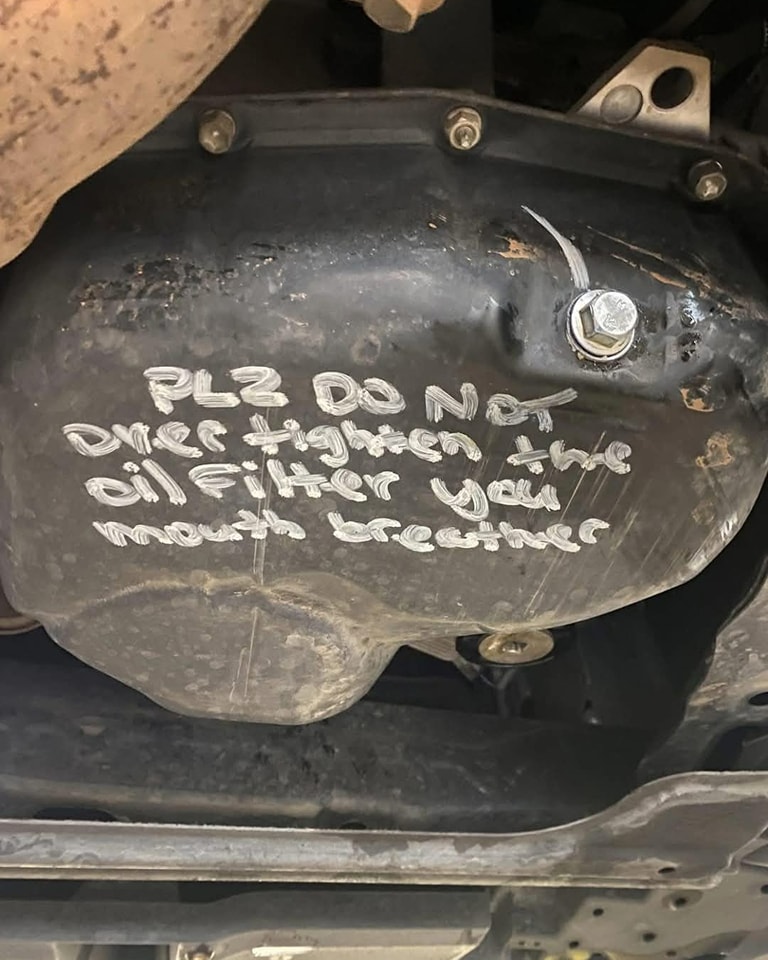 PLZ DO NOT
over tighten the
oil Filter you
mouth breather